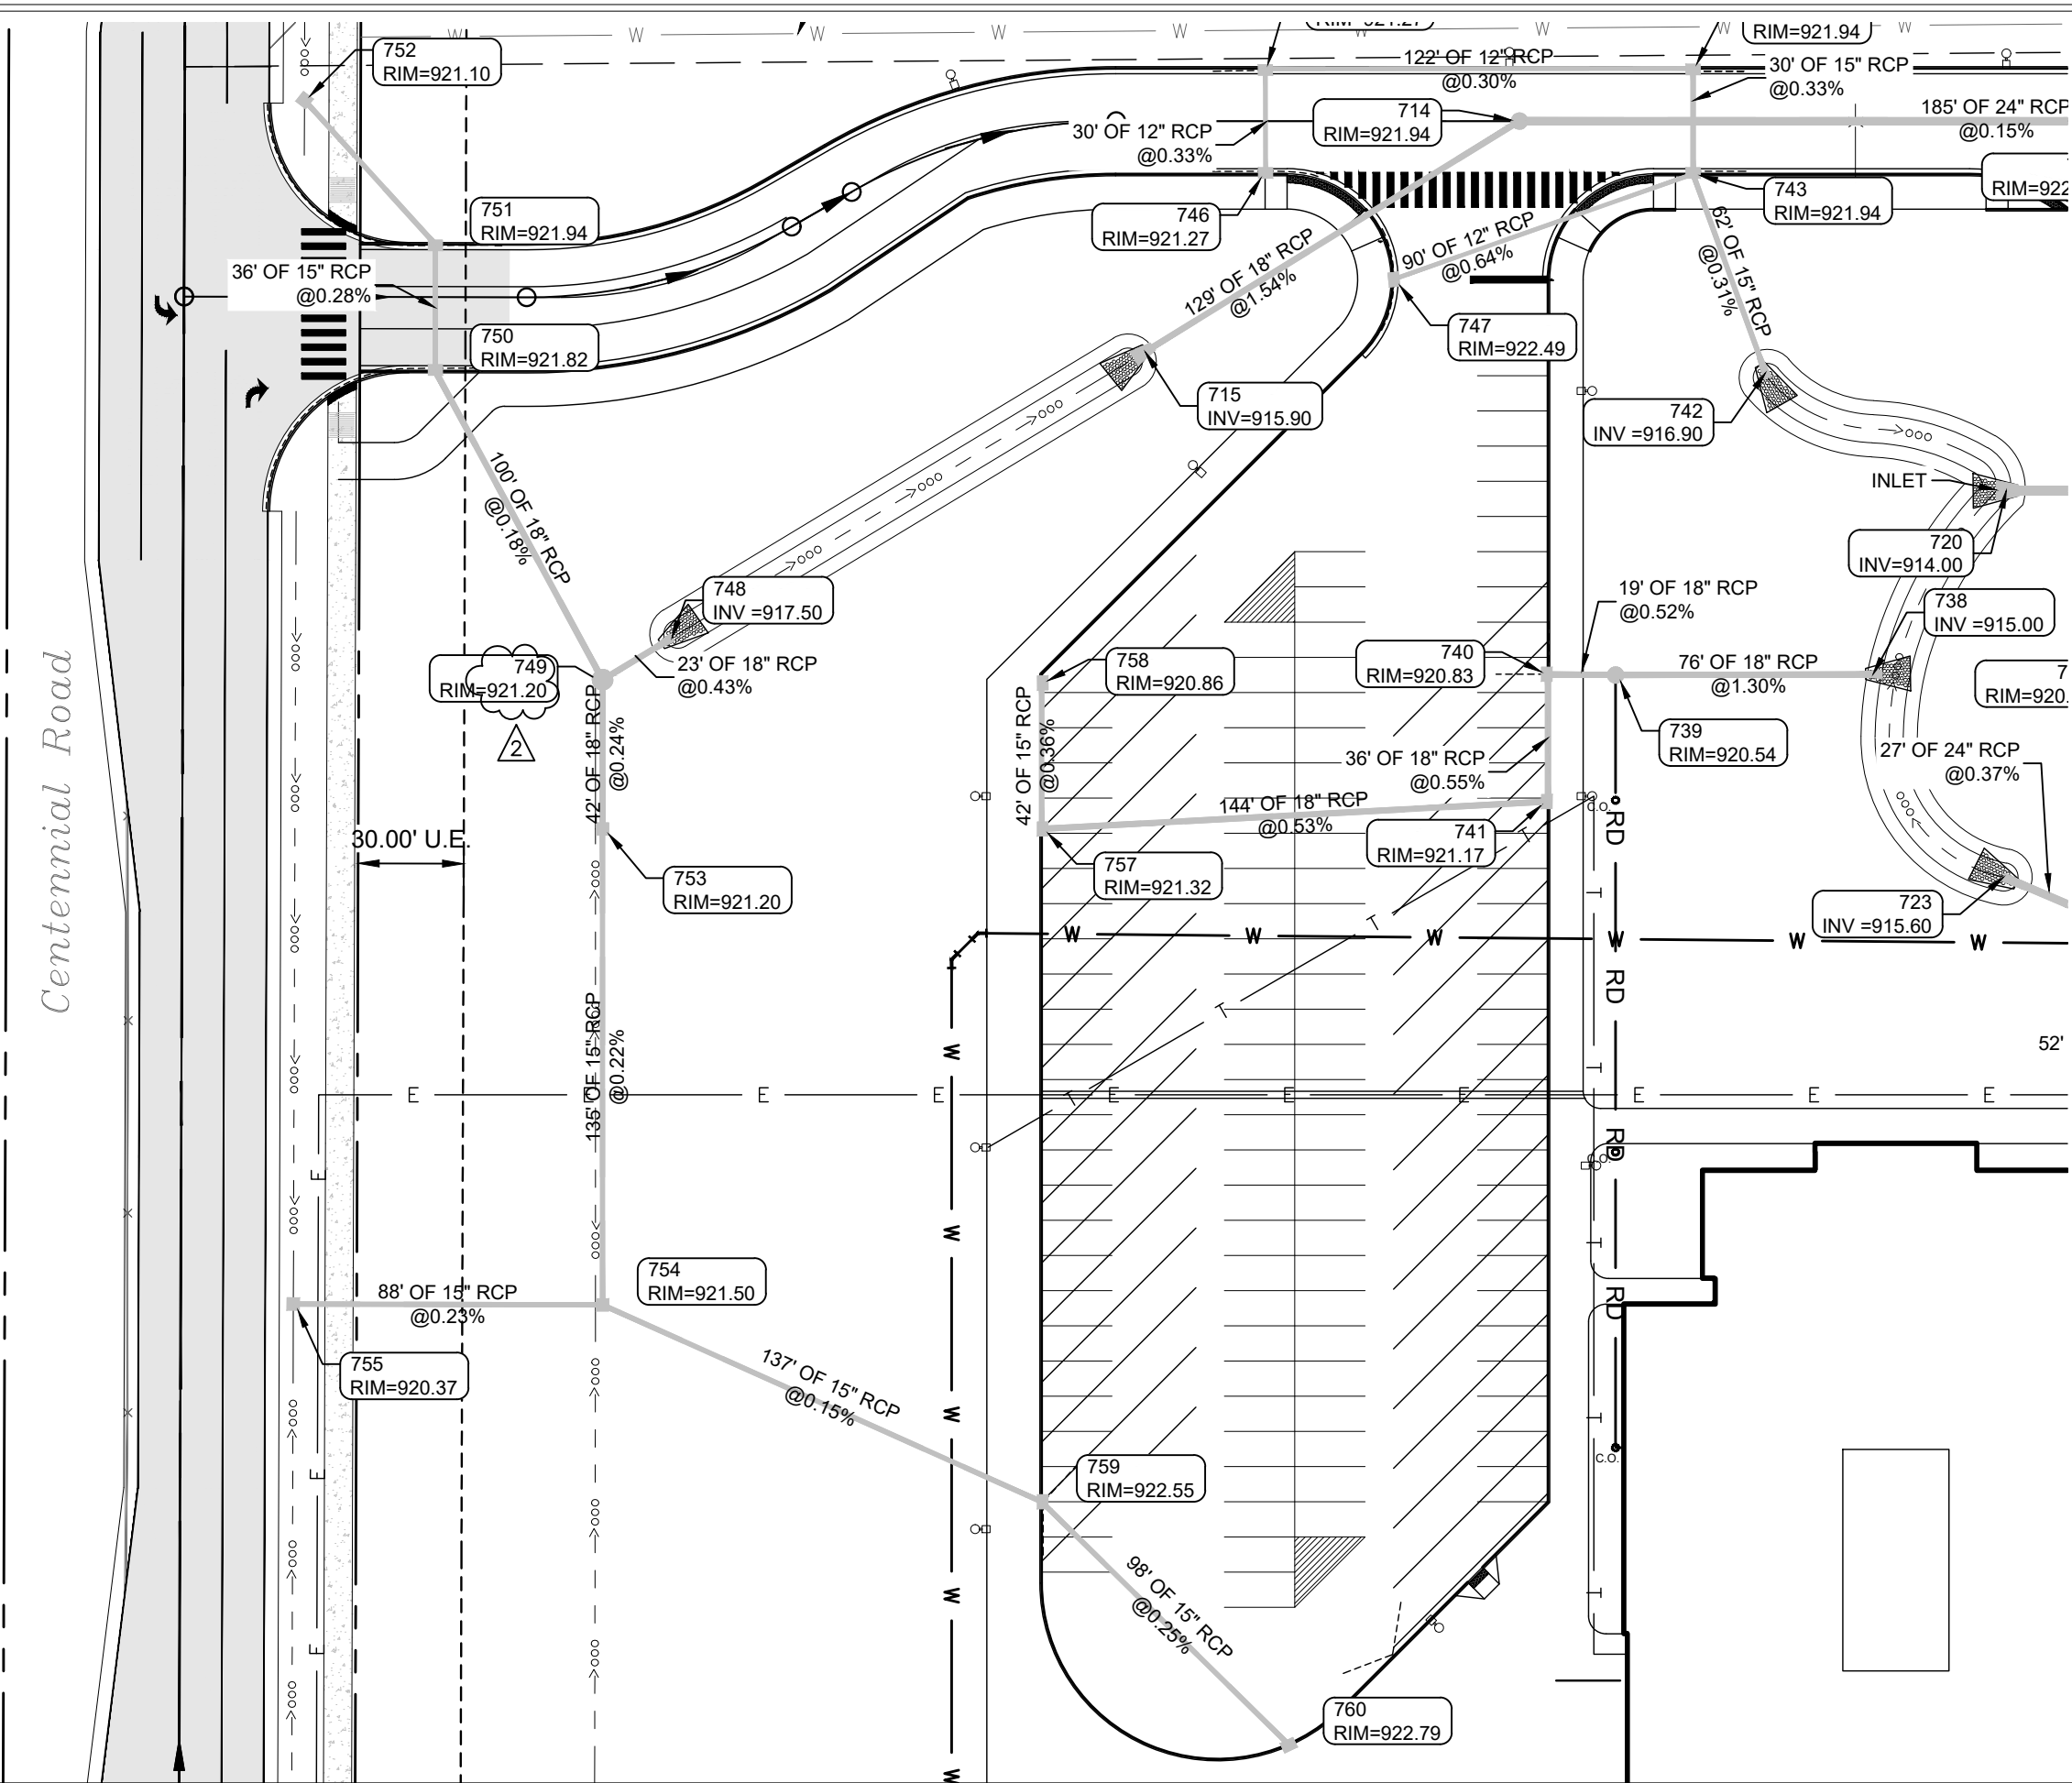 RIM=921.27
RIM=921.94
752
RIM=921.10
122' OF 12" RCP
@0.30%
30' OF 15" RCP
@0.33%
714
RIM=921.94
185' OF 24" RCP
@0.15%
30' OF 12" RCP
@0.33%
RIM=922
743
RIM=921.94
751
RIM=921.94
746
RIM=921.27
36' OF 15" RCP
@0.28%
129' OF 18" RCP
@1.54%
90' OF 12" RCP
@0.64%
62' OF 15" RCP
@0.31%
750
RIM=921.82
747
RIM=922.49
715
INV=915.90
742
INV =916.90
100' OF 18" RCP
@0.18%
INLET
720
INV=914.00
748
INV =917.50
19' OF 18" RCP
@0.52%
738
INV =915.00
749
RIM=921.20
23' OF 18" RCP
@0.43%
758
RIM=920.86
740
RIM=920.83
76' OF 18" RCP
@1.30%
7
RIM=920.
2
Centennial Road
42' OF 18" RCP
@0.24%
42' OF 15" RCP
@0.36%
36' OF 18" RCP
@0.55%
739
RIM=920.54
27' OF 24" RCP
@0.37%
144' OF 18" RCP
@0.53%
C.O.
RD
30.00' U.E.
741
RIM=921.17
753
RIM=921.20
757
RIM=921.32
723
INV =915.60
W W W W W W
RD
135' OF 15" RCP
@0.22%
52'
E E E E E E E E E
RD
C.O.
754
RIM=921.50
RD
88' OF 15" RCP
@0.23%
755
RIM=920.37
137' OF 15" RCP
@0.15%
759
RIM=922.55
C.O.
98' OF 15" RCP
@0.25%
760
RIM=922.79